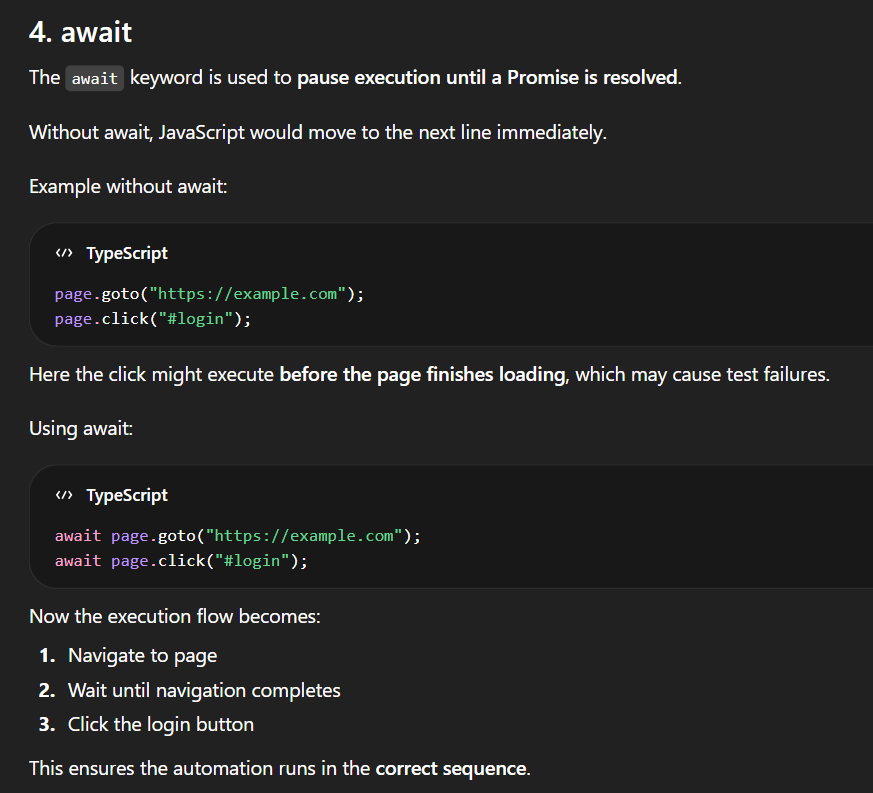 4. await
The await keyword is used to pause execution until a Promise is resolved.
Without await, JavaScript would move to the next line immediately.
Example without await:
</> TypeScript
page.goto("https://example.com");
page.click("#login");
Here the click might execute before the page finishes loading, which may cause test failures.
Using await:
</> TypeScript
await page.goto("https://example.com");
await page.click("#login");
Now the execution flow becomes:
1. Navigate to page
2. Wait until navigation completes
3. Click the login button
This ensures the automation runs in the correct sequence.